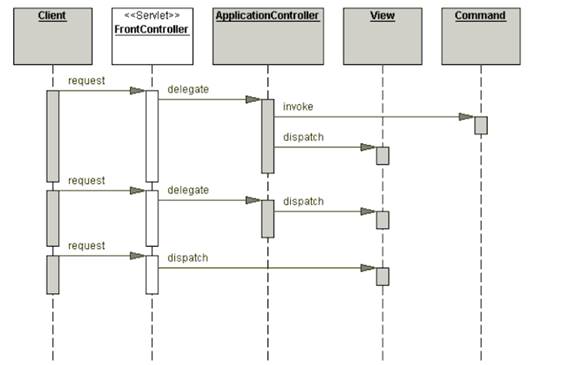 Client
<<Servlet>>
FrontController
ApplicationController
View
Command
request
delegate
invoke
dispatch
request
delegate
dispatch
request
dispatch